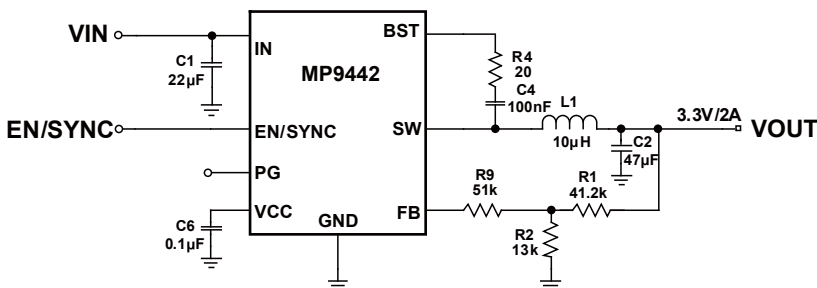 VIN
C1
22µF
IN
BST
MP9442
R4
20
C4
100nF
L1
10µH
3.3V/2A
VOUT
EN/SYNC
EN/SYNC
SW
C2
47µF
PG
R9
51k
R1
41.2k
VCC
GND
FB
C6
0.1µF
R2
13k